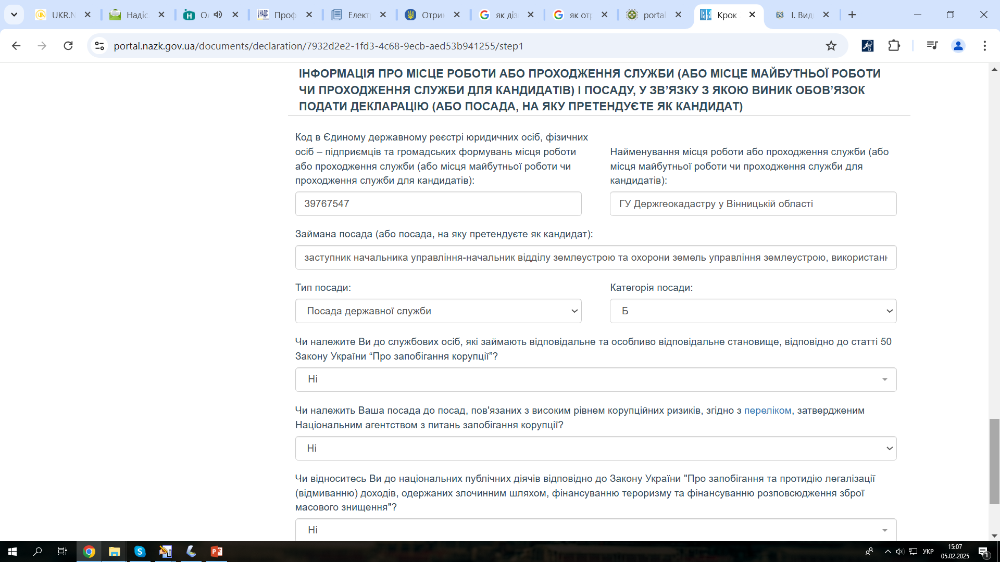 UKR.N
Надіс
Ол
Проф
Елект
Отри
як діз
як отр
portal
Крок
І. Вид
portal.nazk.gov.ua/documents/declaration/7932d2e2-1fd3-4c68-9ecb-aed53b941255/step1
ІНФОРМАЦІЯ ПРО МІСЦЕ РОБОТИ АБО ПРОХОДЖЕННЯ СЛУЖБИ (АБО МІСЦЕ МАЙБУТНЬОЇ РОБОТИ
ЧИ ПРОХОДЖЕННЯ СЛУЖБИ ДЛЯ КАНДИДАТІВ) І ПОСАДУ, У ЗВ’ЯЗКУ З ЯКОЮ ВИНИК ОБОВ’ЯЗОК
ПОДАТИ ДЕКЛАРАЦІЮ (АБО ПОСАДА, НА ЯКУ ПРЕТЕНДУЄТЕ ЯК КАНДИДАТ)
Код в Єдиному державному реєстрі юридичних осіб, фізичних
осіб – підприємців та громадських формувань місця роботи
або проходження служби (або місця майбутньої роботи чи
проходження служби для кандидатів):
39767547
Найменування місця роботи або проходження служби (або
місця майбутньої роботи чи проходження служби для
кандидатів):
ГУ Держгеокадастру у Вінницькій області
Займана посада (або посада, на яку претендуєте як кандидат):
заступник начальника управління-начальник відділу землеустрою та охорони земель управління землеустрою, використанн
Тип посади:
Посада державної служби
Категорія посади:
Б
Чи належите Ви до службових осіб, які займають відповідальне та особливо відповідальне становище, відповідно до статті 50
Закону України “Про запобігання корупції”?
Ні
Чи належить Ваша посада до посад, пов'язаних з високим рівнем корупційних ризиків, згідно з переліком, затвердженим
Національним агентством з питань запобігання корупції?
Ні
Чи відноситесь Ви до національних публічних діячів відповідно до Закону України "Про запобігання та протидію легалізації
(відмиванню) доходів, одержаних злочинним шляхом, фінансуванню тероризму та фінансуванню розповсюдження зброї
масового знищення"?
Ні
УКР
15:07
05.02.2025
1